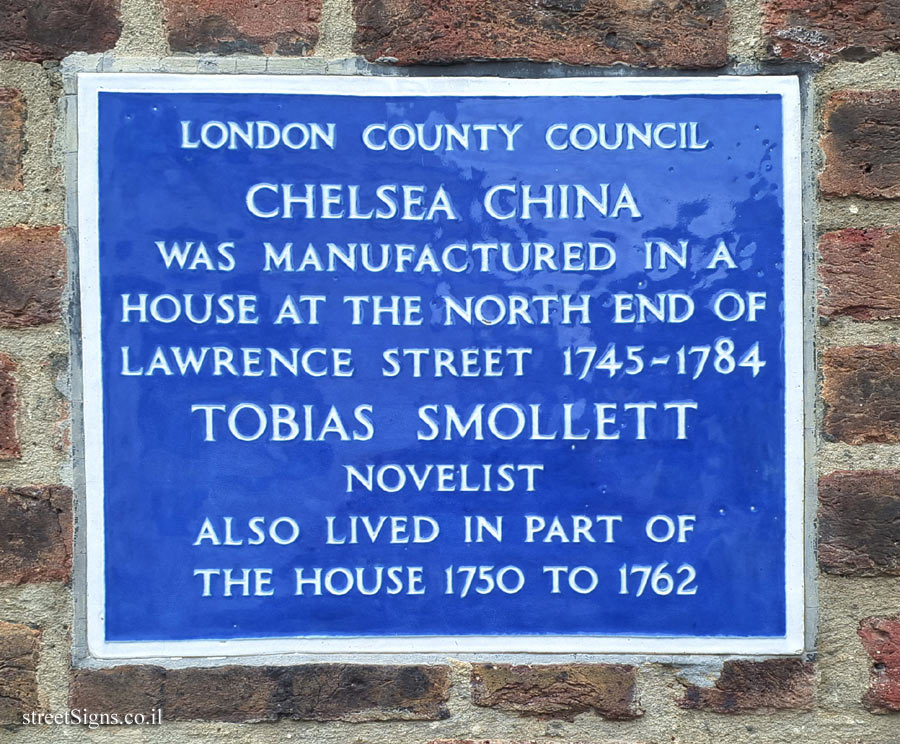 LONDON COUNTY COUNCIL
CHELSEA CHINA
WAS MANUFACTURED IN A
HOUSE AT THE NORTH END OF
LAWRENCE STREET 1745-1784
TOBIAS SMOLLETT
NOVELIST
ALSO LIVED IN PART OF
THE HOUSE 1750 TO 1762
streetSigns.co.il